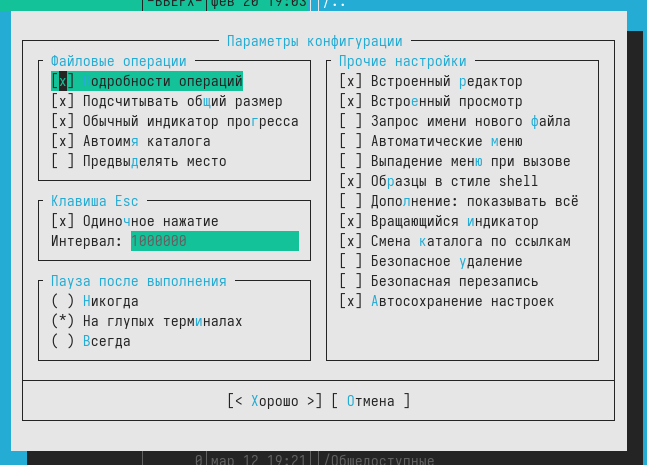 -ВВЕРХ- фев 20 19:03 /..
Параметры конфигурации
Файловые операции
[x] одробности операций
[x] Подсчитывать общий размер
[x] Обычный индикатор прогресса
[x] Автоимя каталога
[ ] Предвыделять место
Клавиша Esc
[x] Одиночное нажатие
Интервал: 1000000
Пауза после выполнения
( ) Никогда
(*) На глупых терминалах
( ) Всегда
Прочие настройки
[x] Встроенный редактор
[x] Встроенный просмотр
[ ] Запрос имени нового файла
[ ] Автоматические меню
[ ] Выпадение меню при вызове
[x] Образцы в стиле shell
[ ] Дополнение: показывать всё
[x] Вращающийся индикатор
[x] Смена каталога по ссылкам
[ ] Безопасное удаление
[ ] Безопасная перезапись
[x] Автосохранение настроек
[< Хорошо >] [ Отмена ]
0 мар 12 19:21 /Общедоступные